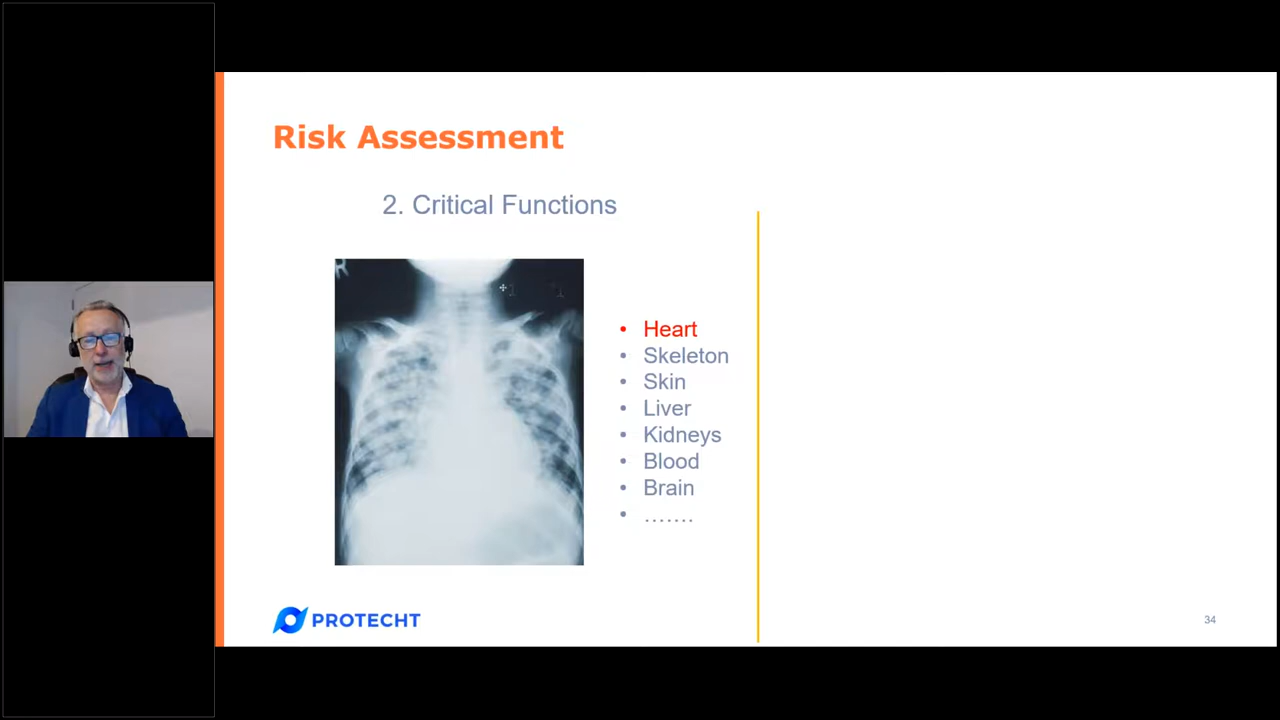 Risk Assessment
2. Critical Functions
R
• Heart
• Skeleton
• Skin
• Liver
• Kidneys
• Blood
• Brain
• .......
PROTECHT
34